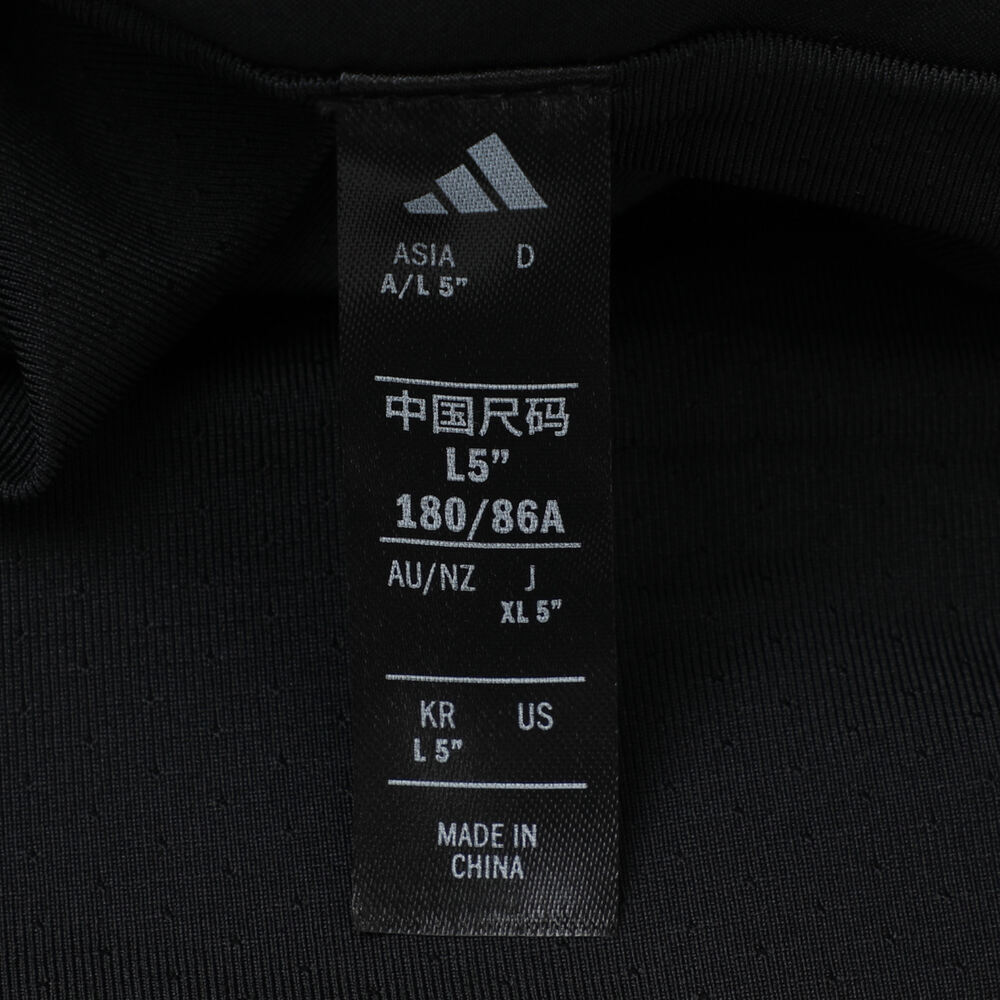 ASIA D
A/L 5”
中国尺码
L5”
180/86A
AU/NZ J
XL 5”
KR US
L 5”
MADE IN
CHINA